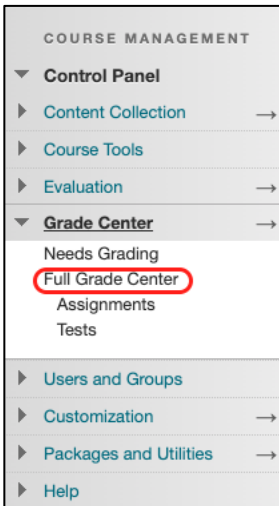 COURSE MANAGEMENT
Control Panel
Content Collection
Course Tools
Evaluation
Grade Center
Needs Grading
Full Grade Center
Assignments
Tests
Users and Groups
Customization
Packages and Utilities
Help